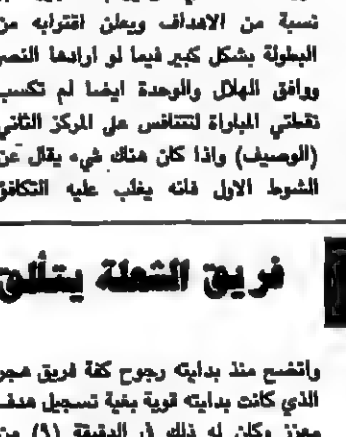 نسبة من الاهداف ويعلن اقترابه من
البطولة بشكل كبير فيما لو ارادها النصر
ووافق الهلال والوحدة ايضا لم تكسب
نقطتي المباراة لتتنافس على المركز الثاني
(الوصيف) واذا كان هناك شيء يقال عن
الشوط الاول فانه يغلب عليه التكافؤ
فريق الشعلة يتألق
واتضح منذ بدايته رجوح كفة فريق هجر
الذي كانت بدايته قوية بغية تسجيل هدف
معزز وكان له ذلك في الدقيقة (٩) من